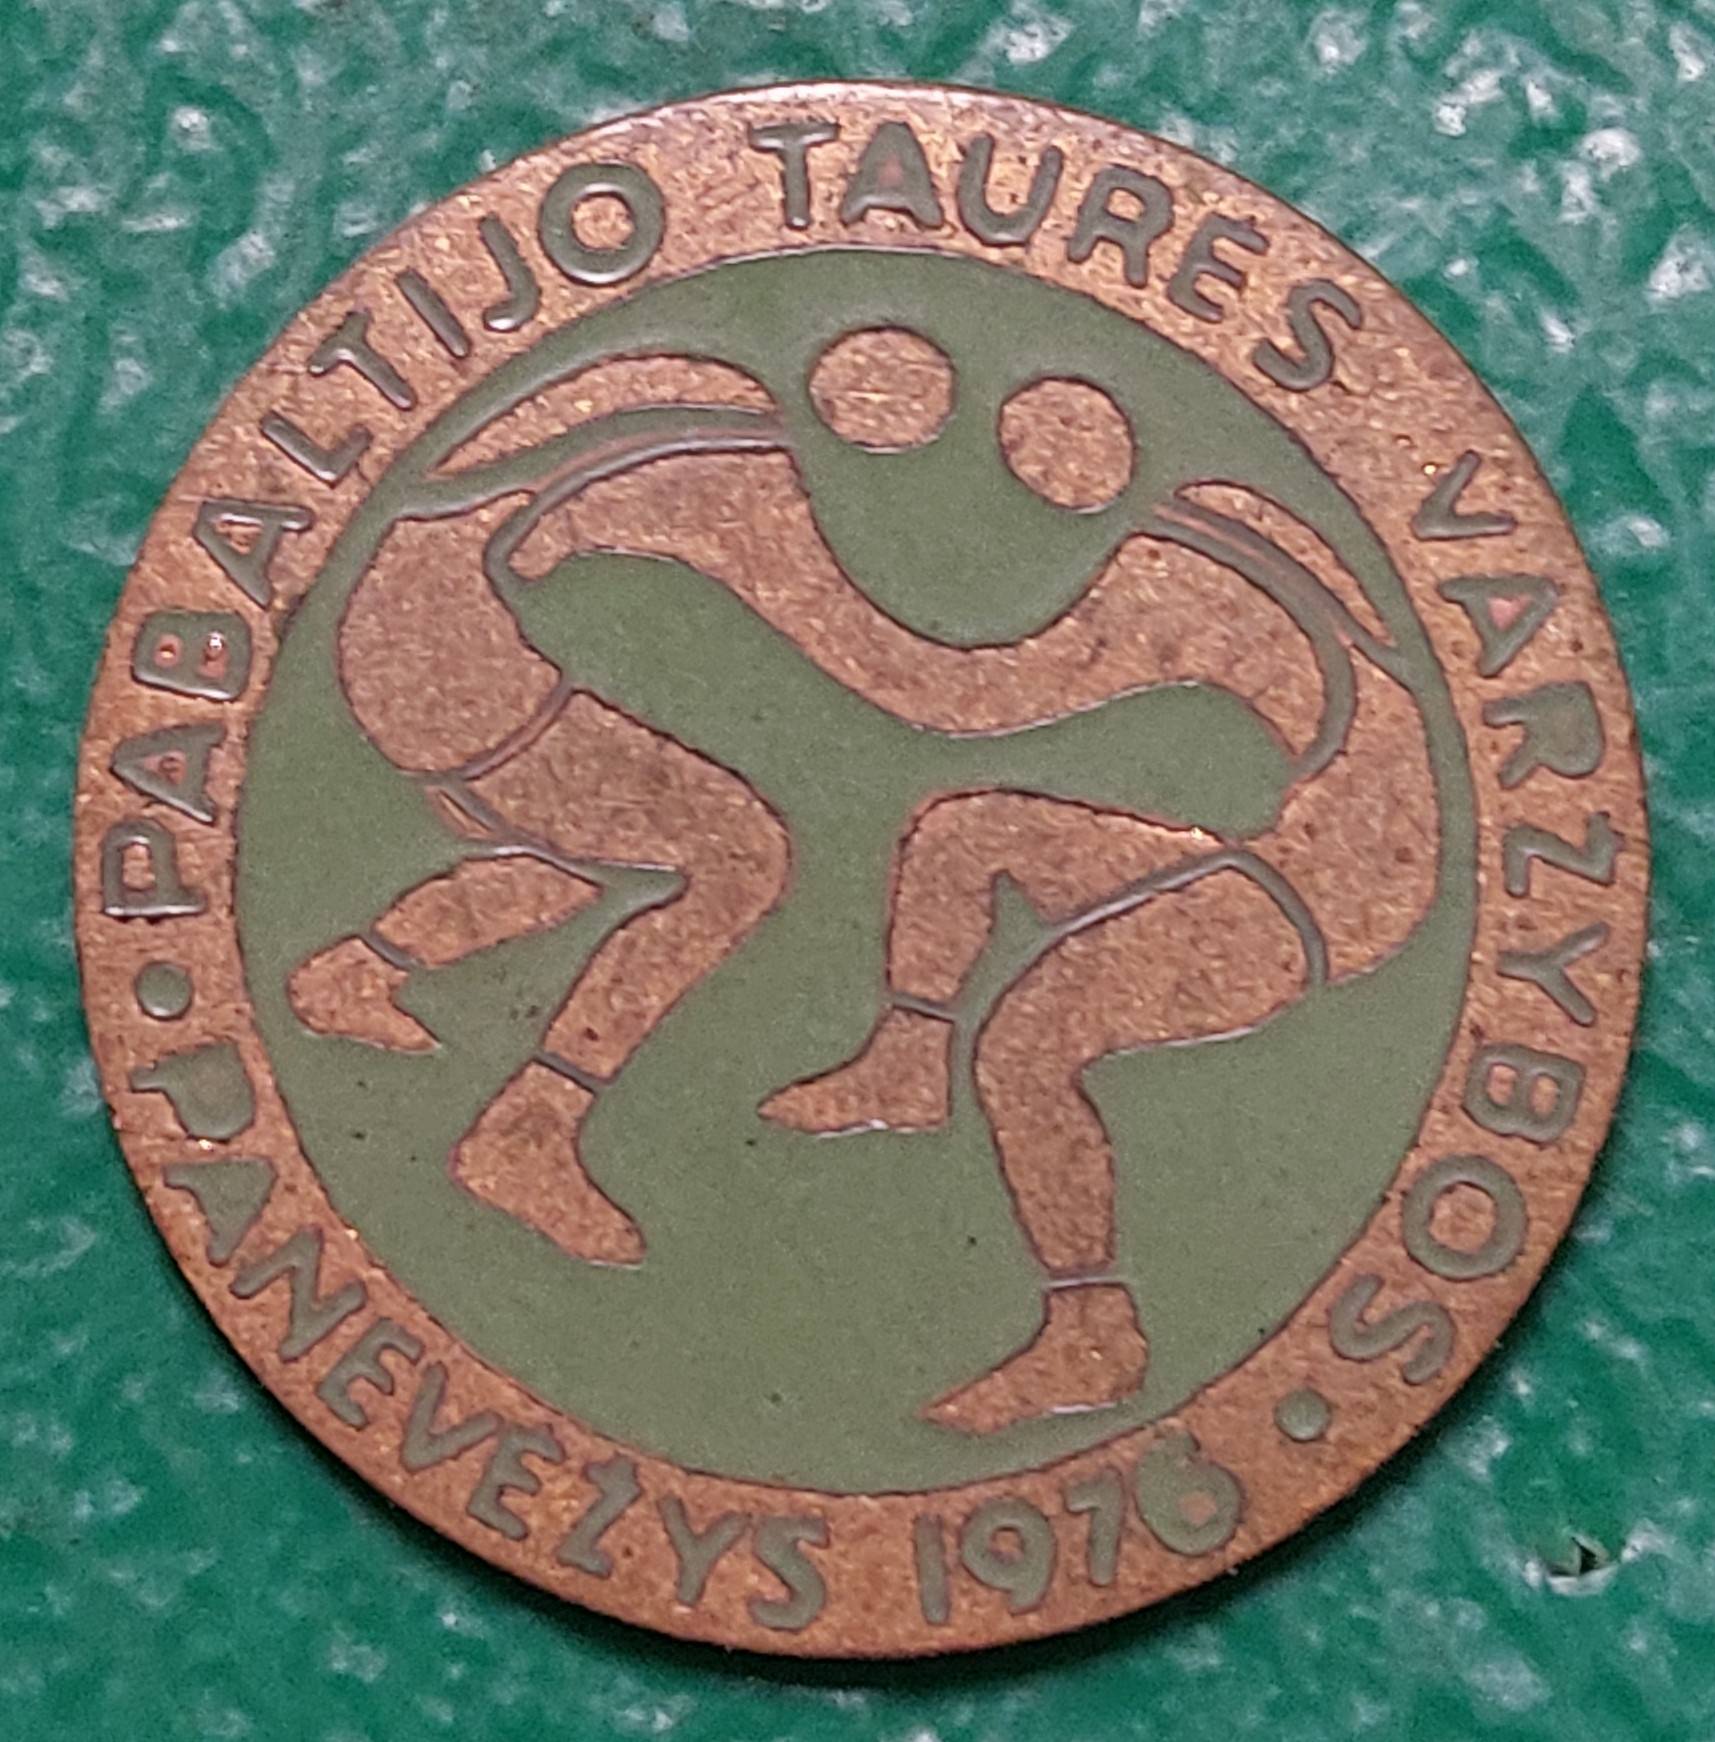 PABALTIJO TAURĖS VARŽYBOS
PANEVĖŽYS 1976